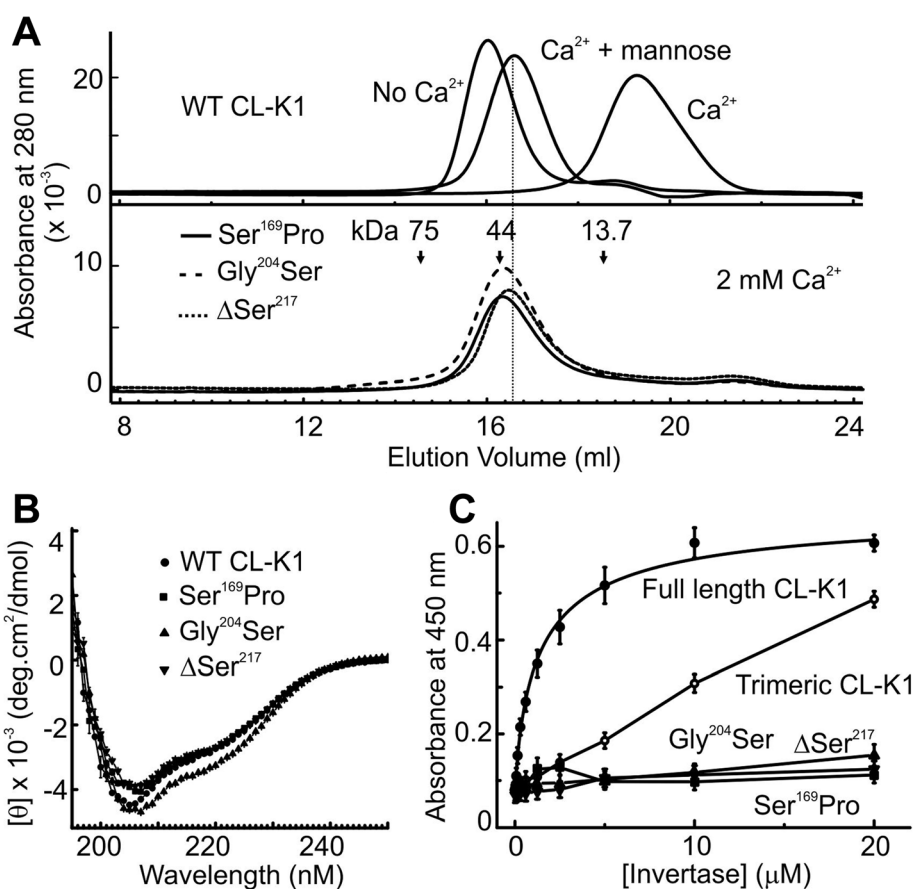 A
Absorbance at 280 nm
(x 10⁻³)
20
0
WT CL-K1
No Ca²⁺
Ca²⁺ + mannose
Ca²⁺
10
0
Ser¹⁶⁹Pro
Gly²⁰⁴Ser
ΔSer²¹⁷
kDa 75 44 13.7
2 mM Ca²⁺
8 12 16 20 24
Elution Volume (ml)
B
[θ] x 10⁻³ (deg.cm²/dmol)
4
2
0
-2
-4
WT CL-K1
Ser¹⁶⁹Pro
Gly²⁰⁴Ser
ΔSer²¹⁷
200 220 240
Wavelength (nM)
C
Absorbance at 450 nm
0.6
0.4
0.2
0
Full length CL-K1
Trimeric CL-K1
Gly²⁰⁴Ser
ΔSer²¹⁷
Ser¹⁶⁹Pro
0 5 10 15 20
[Invertase] (μM)